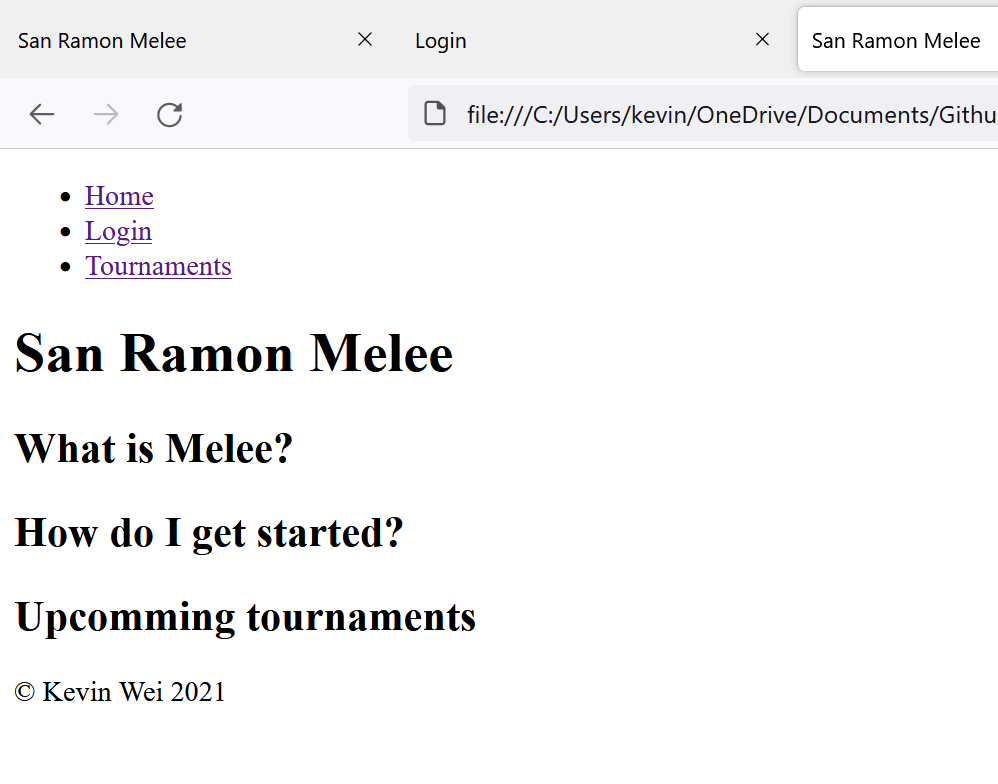 San Ramon Melee
Login
San Ramon Melee
file:///C:/Users/kevin/OneDrive/Documents/Githu
Home
Login
Tournaments
San Ramon Melee
What is Melee?
How do I get started?
Upcomming tournaments
© Kevin Wei 2021